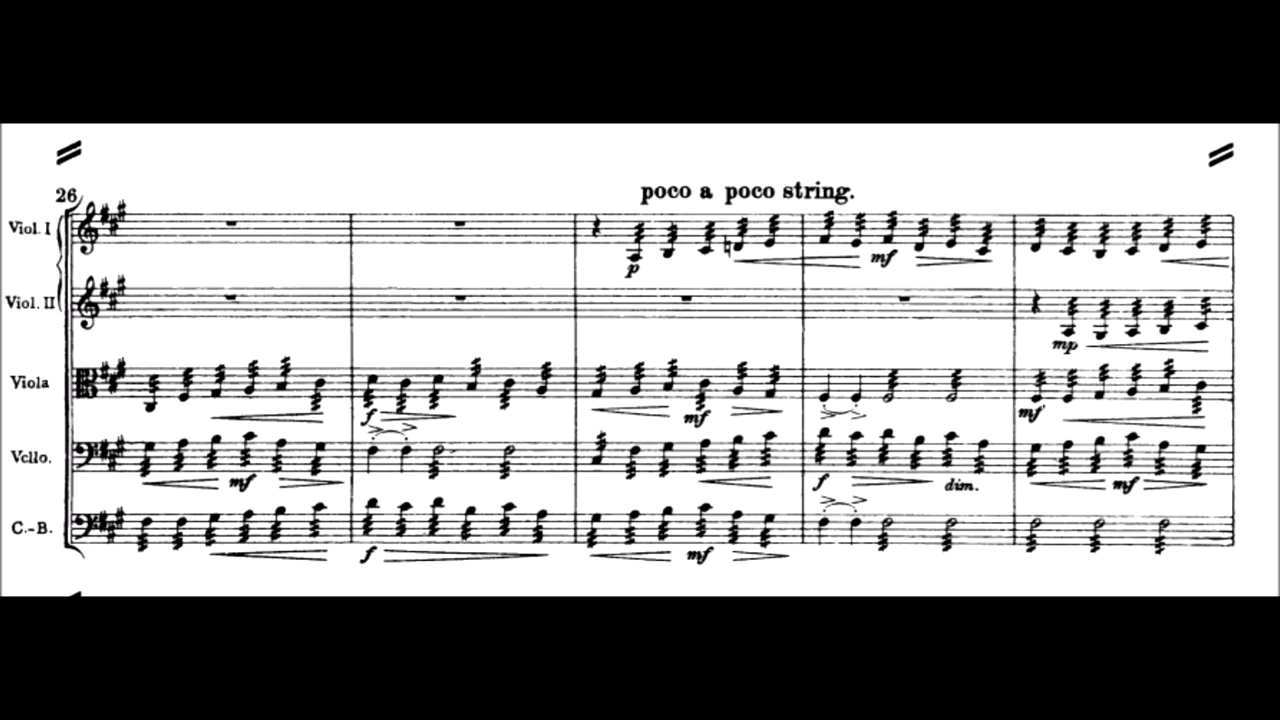 26
poco a poco string.
Viol. I
p mf
Viol. II
mp
Viola
f mf mf
Vcllo.
mf f dim. mf
C.-B.
f mf